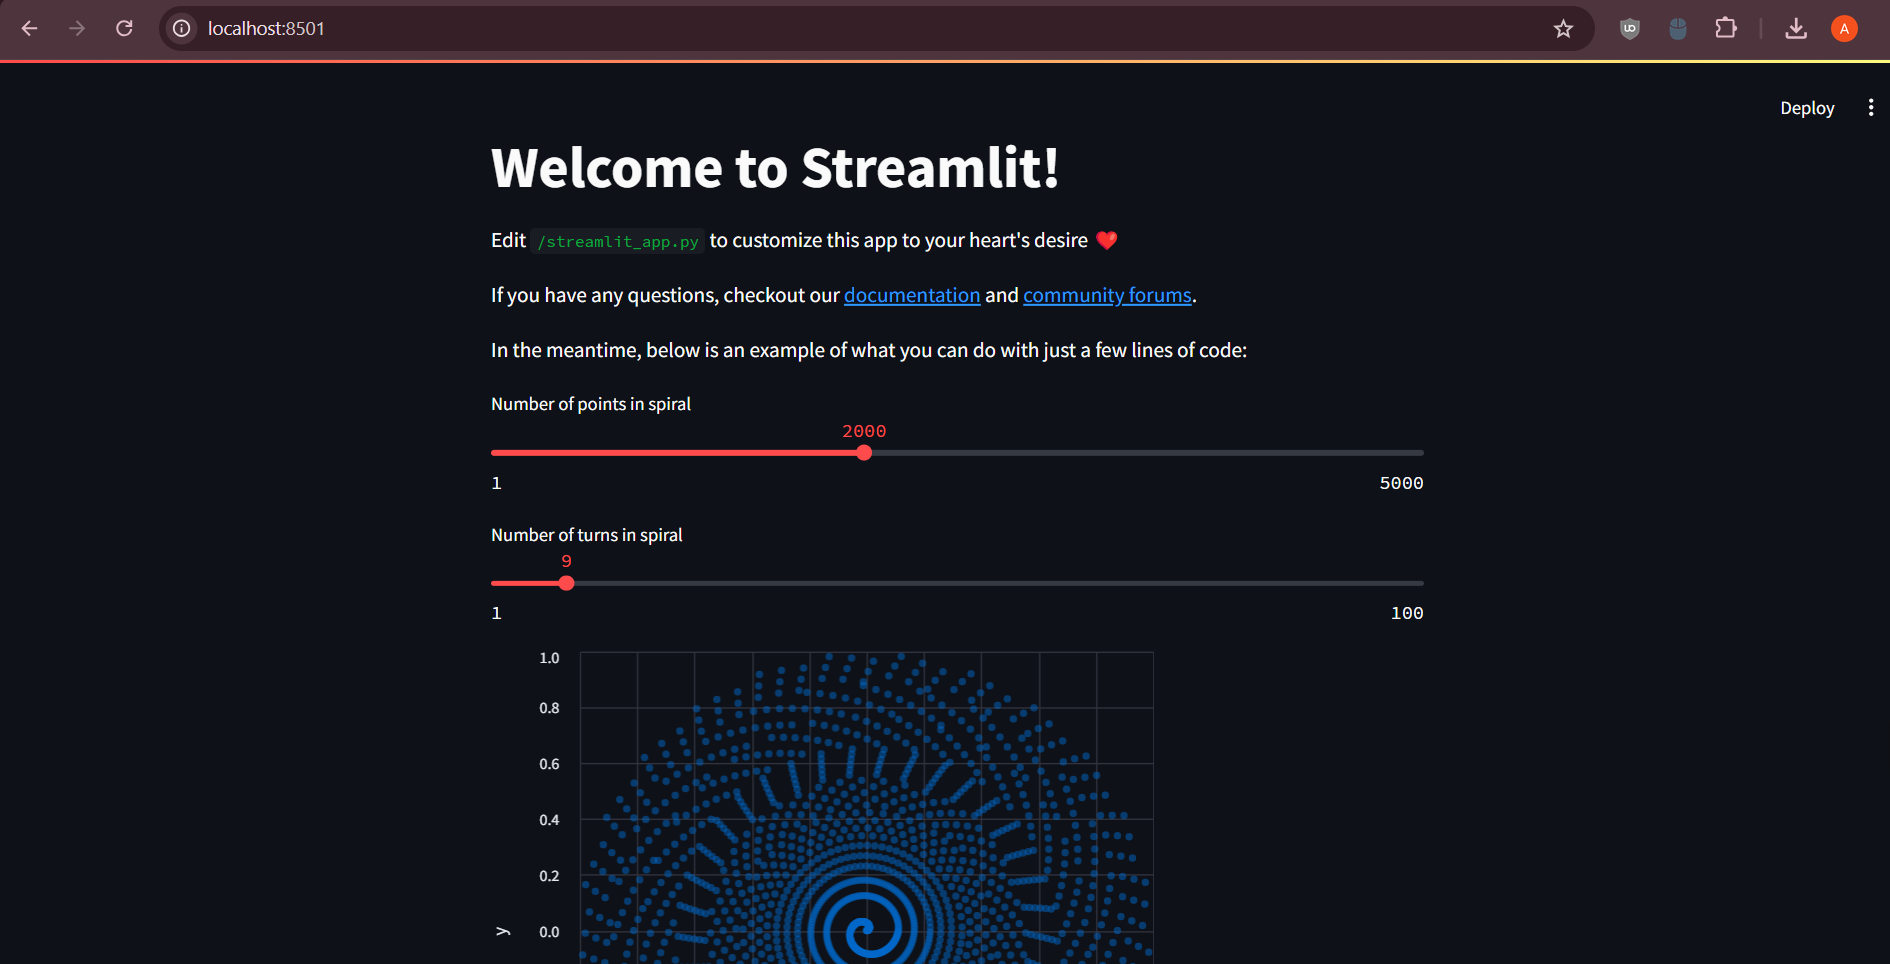 localhost:8501
A
Deploy
Welcome to Streamlit!
Edit /streamlit_app.py to customize this app to your heart's desire ❤️
If you have any questions, checkout our documentation and community forums.
In the meantime, below is an example of what you can do with just a few lines of code:
Number of points in spiral
2000
1 5000
Number of turns in spiral
9
1 100
1.0
0.8
0.6
0.4
0.2
y 0.0